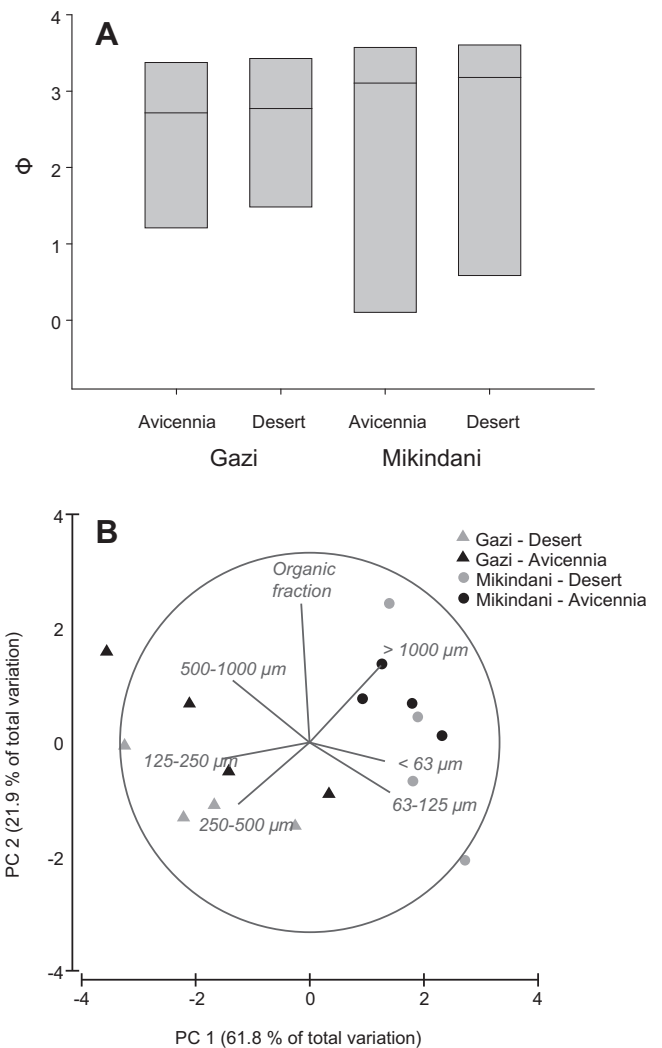 A
4
3
2
1
0
Φ
Avicennia Desert Avicennia Desert
Gazi Mikindani
B
4
2
0
-2
-4
PC 2 (21.9 % of total variation)
Gazi - Desert
Gazi - Avicennia
Mikindani - Desert
Mikindani - Avicennia
Organic
fraction
> 1000 µm
500-1000 µm
125-250 µm
< 63 µm
63-125 µm
250-500 µm
-4 -2 0 2 4
PC 1 (61.8 % of total variation)